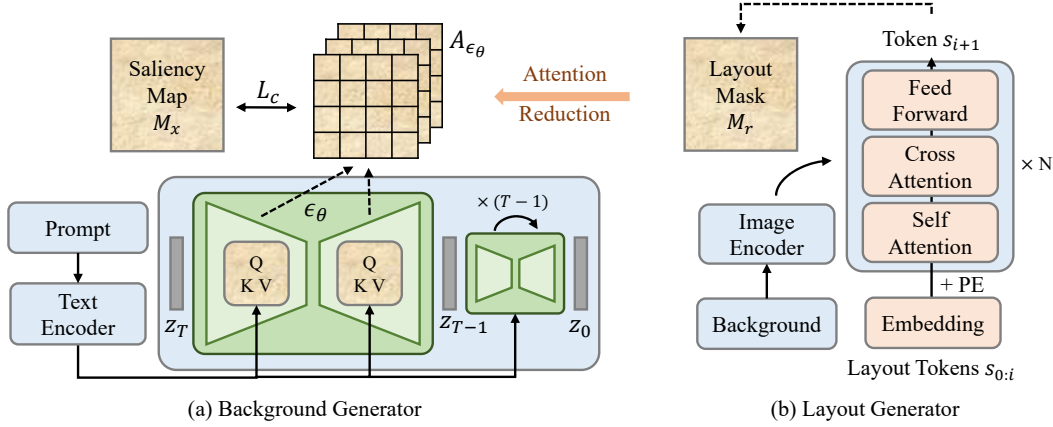 Saliency
Map
M_x
L_c
A_{ϵ_θ}
Attention
Reduction
Layout
Mask
M_r
Token s_{i+1}
Feed
Forward
Cross
Attention
Self
Attention
× N
+ PE
Embedding
Layout Tokens s_{0:i}
Image
Encoder
Background
Prompt
Text
Encoder
z_T
ϵ_θ
Q
K V
Q
K V
z_{T−1}
× (T − 1)
z_0
(a) Background Generator
(b) Layout Generator